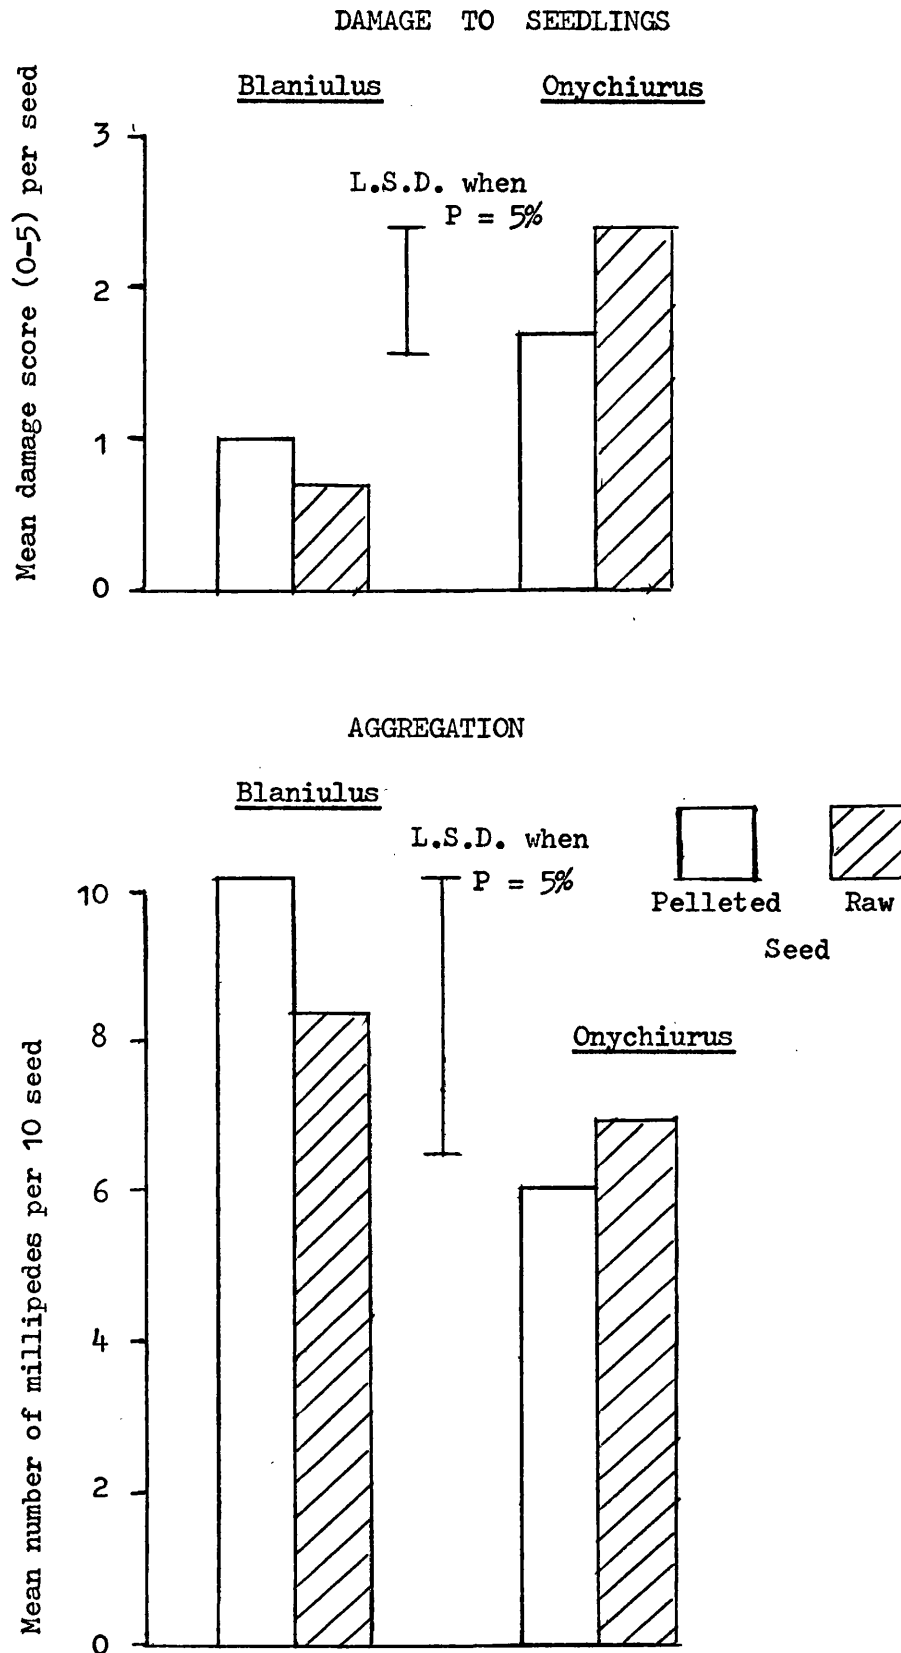 DAMAGE TO SEEDLINGS
Blaniulus
Onychiurus
Mean damage score (0-5) per seed
3
2
1
0
L.S.D. when
P = 5%
AGGREGATION
Blaniulus
L.S.D. when
P = 5%
Pelleted
Raw
Seed
Onychiurus
Mean number of millipedes per 10 seed
10
8
6
4
2
0